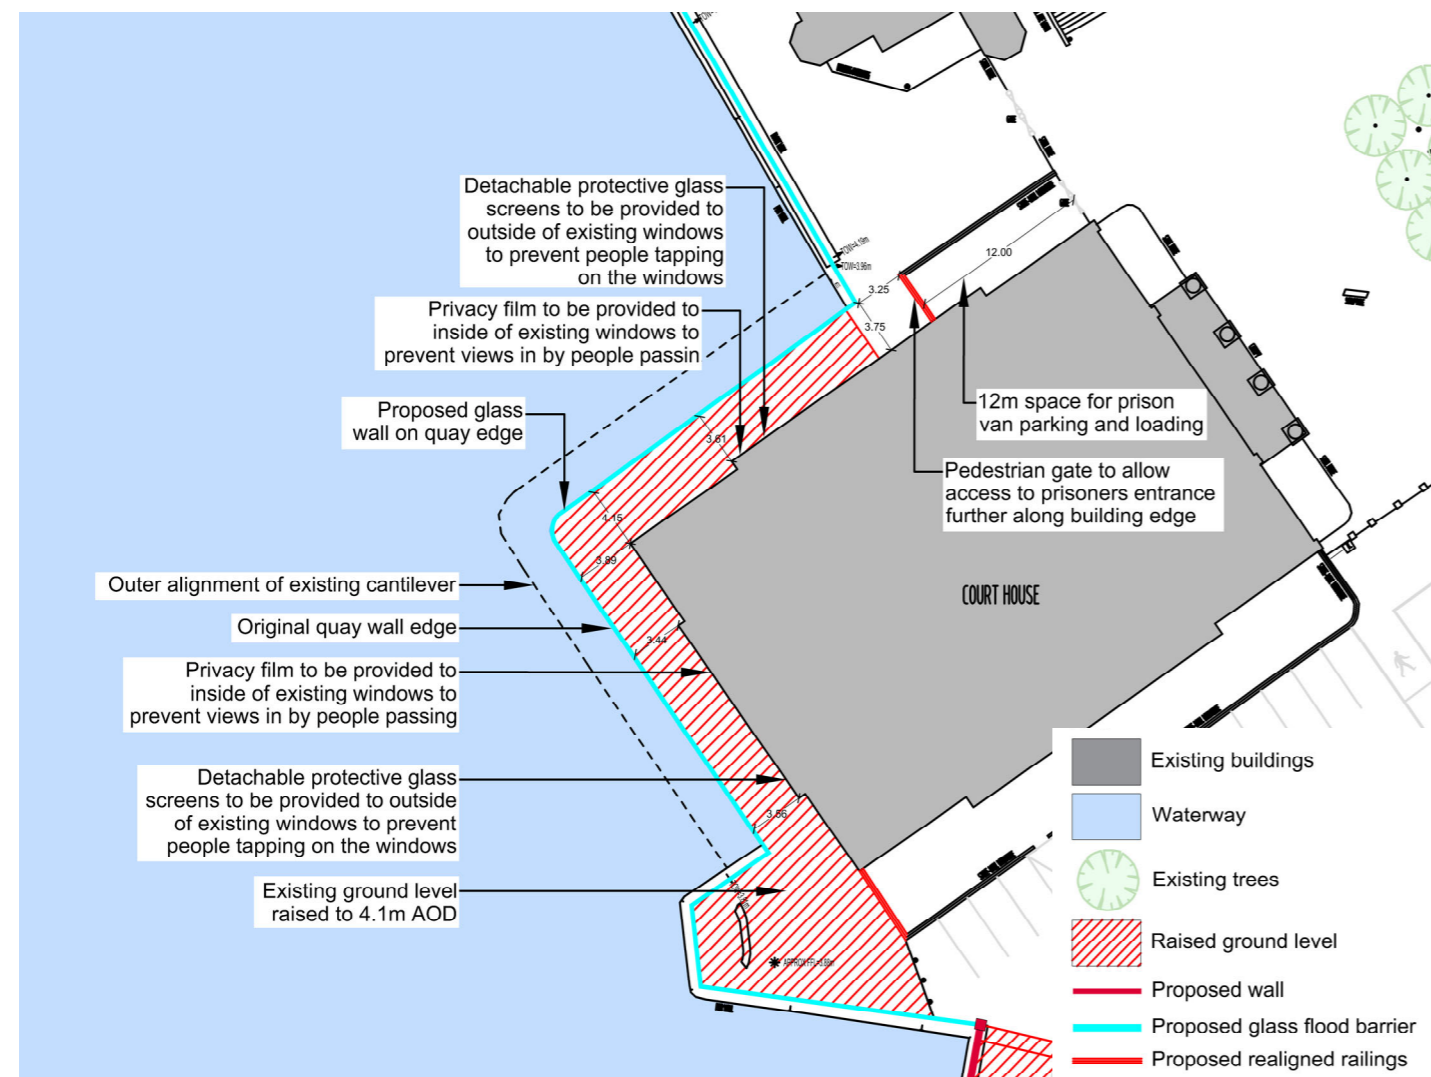 TOW=4.19m
TOW=3.96m
Detachable protective glass
screens to be provided to
outside of existing windows
to prevent people tapping
on the windows
12.00
3.25
3.75
Privacy film to be provided to
inside of existing windows to
prevent views in by people passin
Proposed glass
wall on quay edge
12m space for prison
van parking and loading
3.61
Pedestrian gate to allow
access to prisoners entrance
further along building edge
4.15
3.89
Outer alignment of existing cantilever
COURT HOUSE
Original quay wall edge
3.44
Privacy film to be provided to
inside of existing windows to
prevent views in by people passing
Detachable protective glass
screens to be provided to outside
of existing windows to prevent
people tapping on the windows
3.56
Existing ground level
raised to 4.1m AOD
Existing buildings
Waterway
Existing trees
Raised ground level
Proposed wall
Proposed glass flood barrier
Proposed realigned railings